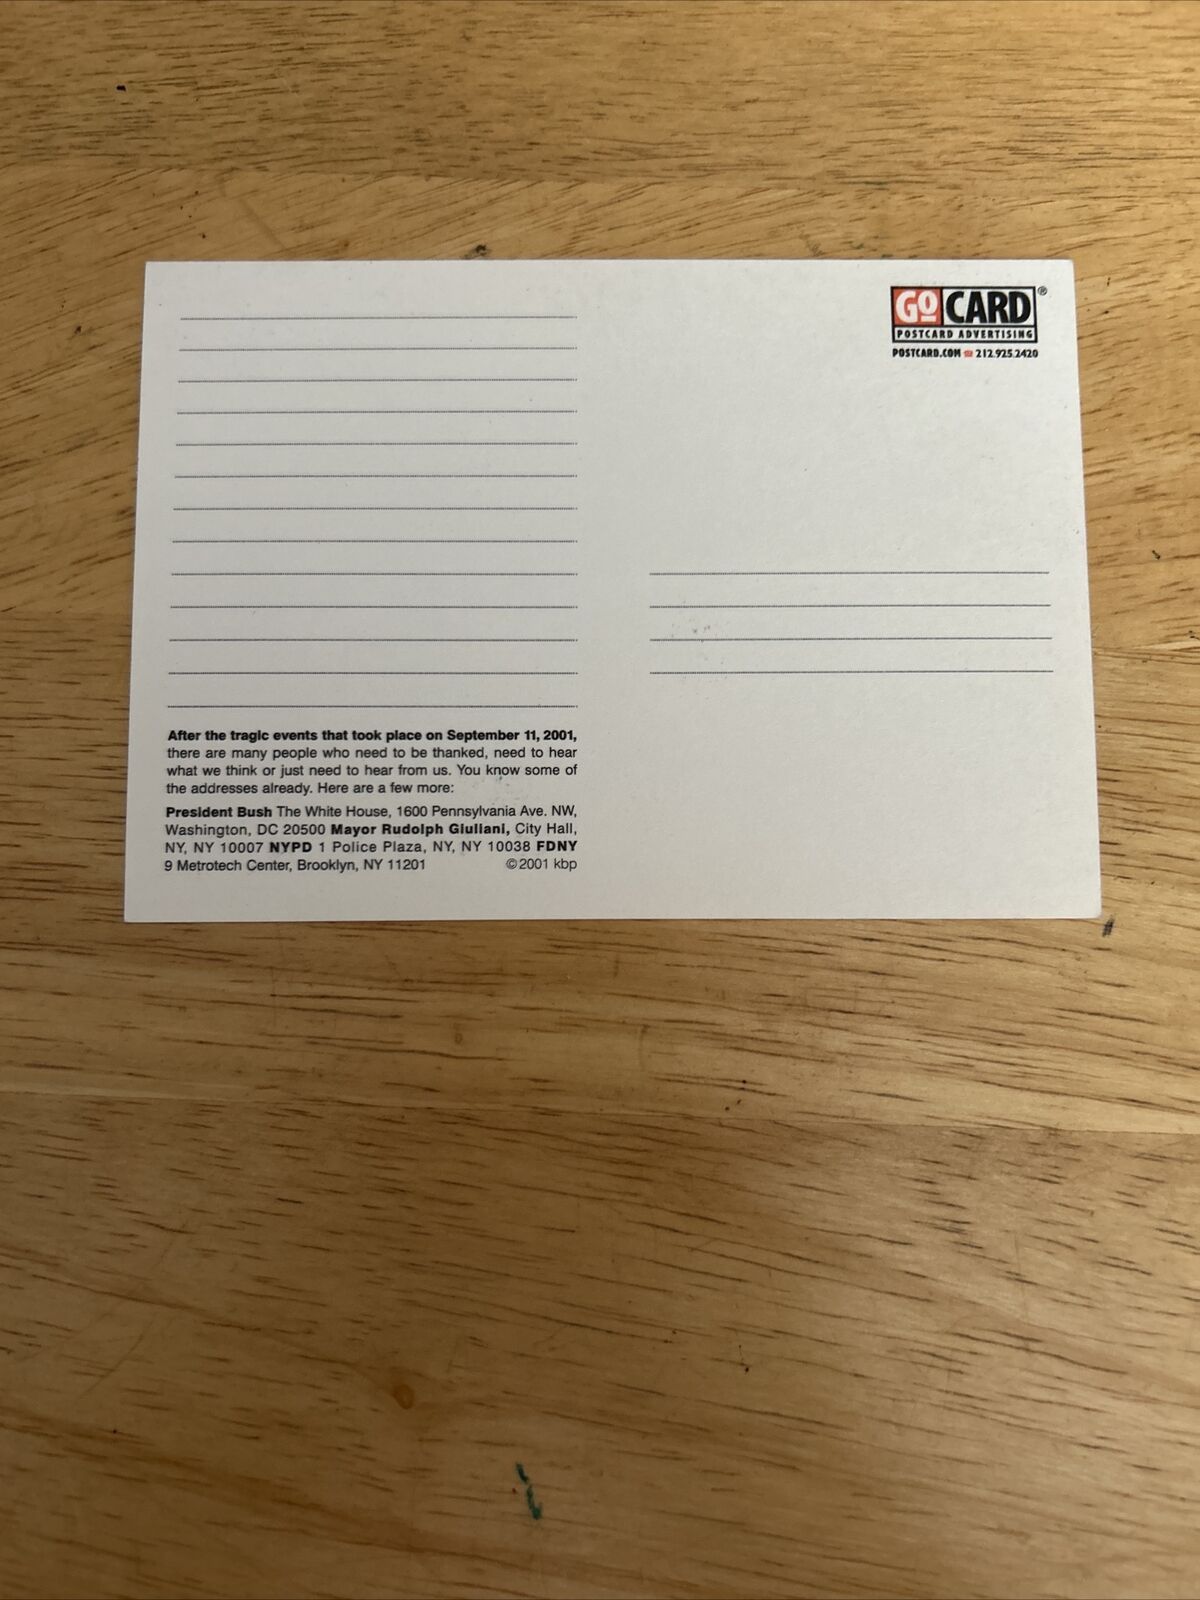 GO CARD®
POSTCARD ADVERTISING
POSTCARD.COM ☎ 212.925.2420
After the tragic events that took place on September 11, 2001,
there are many people who need to be thanked, need to hear
what we think or just need to hear from us. You know some of
the addresses already. Here are a few more:
President Bush The White House, 1600 Pennsylvania Ave. NW,
Washington, DC 20500 Mayor Rudolph Giuliani, City Hall,
NY, NY 10007 NYPD 1 Police Plaza, NY, NY 10038 FDNY
9 Metrotech Center, Brooklyn, NY 11201 ©2001 kbp